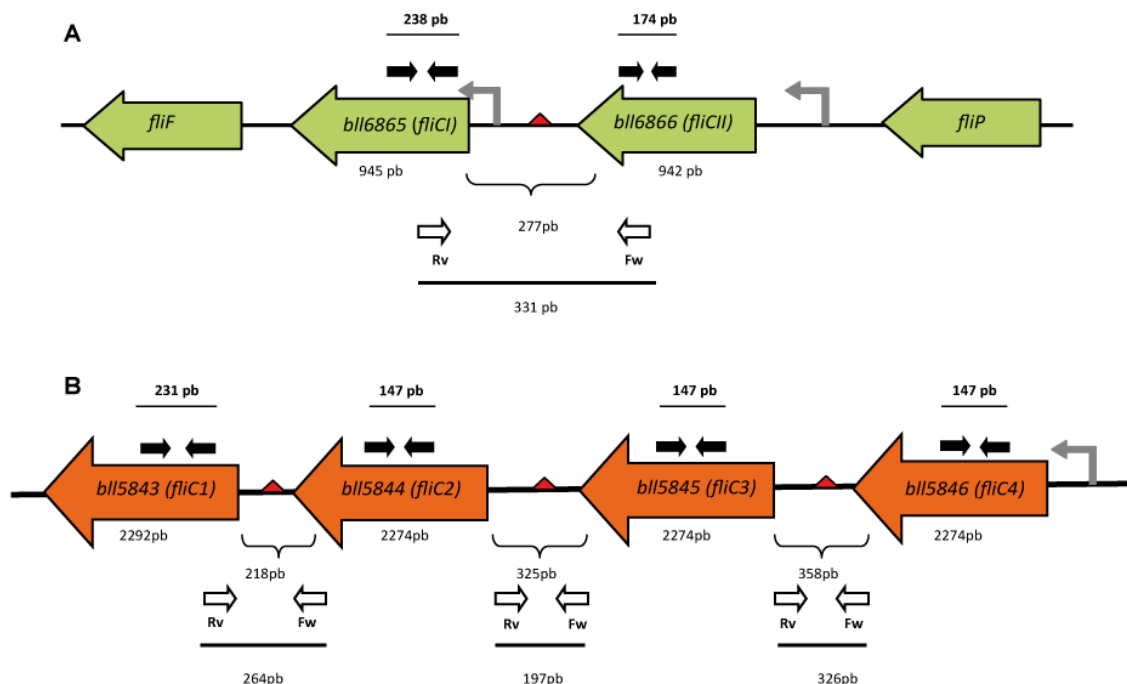 A
238 pb
174 pb
fliF
bll6865 (fliCI)
bll6866 (fliCII)
fliP
945 pb
942 pb
277pb
Rv
Fw
331 pb
B
231 pb
147 pb
147 pb
147 pb
bll5843 (fliC1)
bll5844 (fliC2)
bll5845 (fliC3)
bll5846 (fliC4)
2292pb
2274pb
2274pb
2274pb
218pb
325pb
358pb
Rv
Fw
Rv
Fw
Rv
Fw
264pb
197pb
326pb